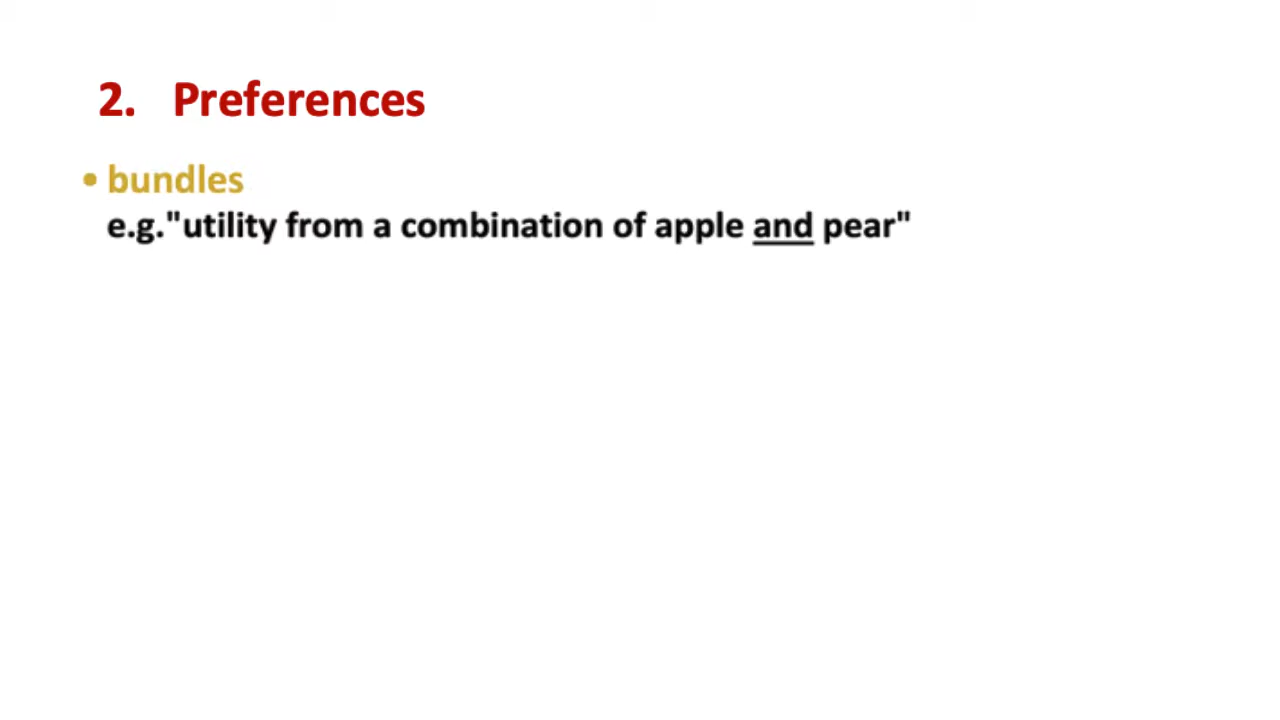 2. Preferences
• bundles
e.g."utility from a combination of apple and pear"